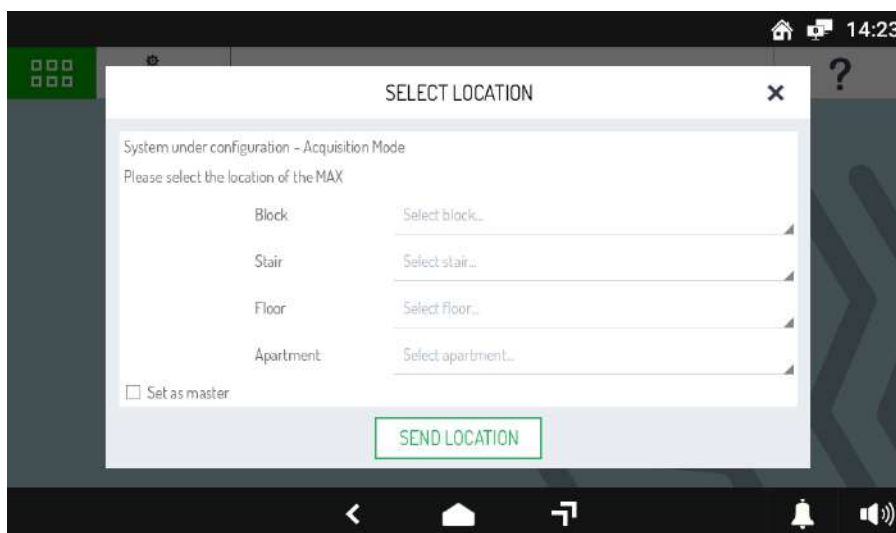 14:23
?
SELECT LOCATION
System under configuration - Acquisition Mode
Please select the location of the MAX
Block Select block...
Stair Select stair...
Floor Select floor...
Apartment Select apartment...
Set as master
SEND LOCATION